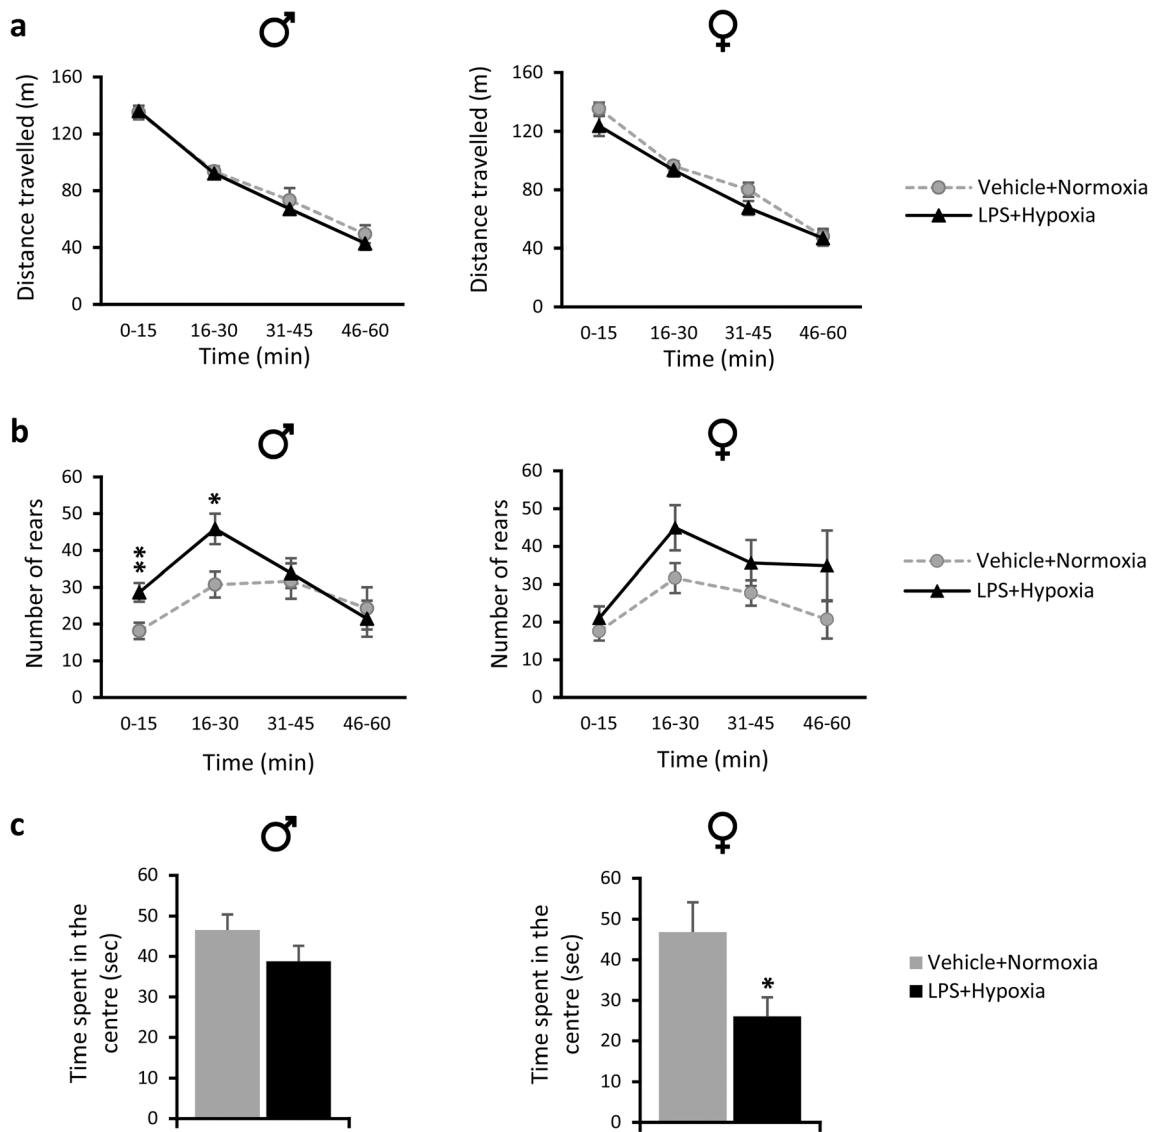 a
♂
♀
Distance travelled (m)
160
120
80
40
0
0-15 16-30 31-45 46-60
Time (min)
Distance travelled (m)
160
120
80
40
0
0-15 16-30 31-45 46-60
Time (min)
Vehicle+Normoxia
LPS+Hypoxia
b
♂
♀
Number of rears
60
50
40
30
20
10
0
**
*
0-15 16-30 31-45 46-60
Time (min)
Number of rears
60
50
40
30
20
10
0
0-15 16-30 31-45 46-60
Time (min)
Vehicle+Normoxia
LPS+Hypoxia
c
♂
♀
Time spent in the
centre (sec)
60
50
40
30
20
10
0
Time spent in the
centre (sec)
60
50
40
30
20
10
0
*
Vehicle+Normoxia
LPS+Hypoxia